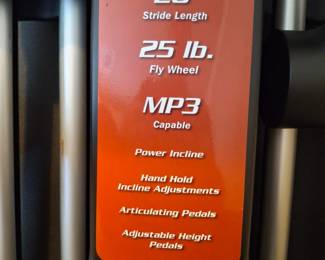 Stride Length
25 lb.
Fly Wheel
MP3
Capable
Power Incline
Hand Hold
Incline Adjustments
Articulating Pedals
Adjustable Height
Pedals